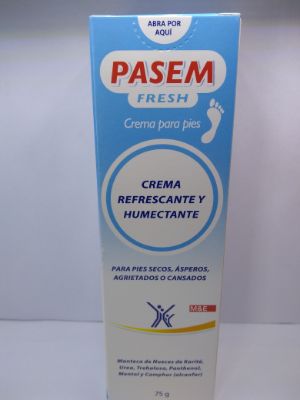 ABRA POR
AQUÍ
PASEM
FRESH
Crema para pies
CREMA
REFRESCANTE Y
HUMECTANTE
PARA PIES SECOS, ÁSPEROS,
AGRIETADOS O CANSADOS
M&E
Manteca de Nueces de Karité,
Urea, Trehalosa, Panthenol,
Mentol y Camphor (alcanfor)
75 g